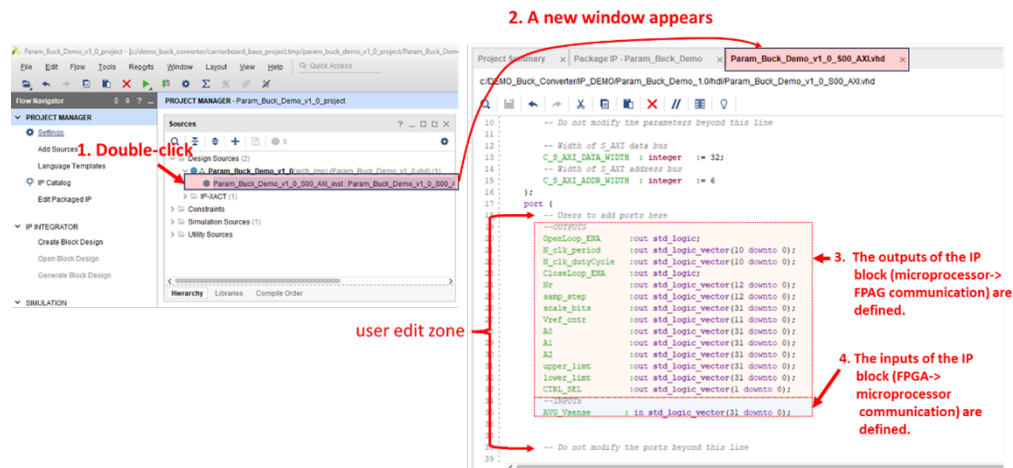 2. A new window appears
Param_Buck_Demo_v1_0_project - [c:/demo_buck_converter/carrierboard_base_project.tmp/param_buck_demo_v1_0_project/Param_Buck_Dem
File Edit Flow Tools Reports Window Layout View Help Quick Access
Flow Navigator
PROJECT MANAGER - Param_Buck_Demo_v1_0_project
PROJECT MANAGER
Settings
Add Sources
Language Templates
IP Catalog
Edit Packaged IP
IP INTEGRATOR
Create Block Design
Open Block Design
Generate Block Design
SIMULATION
1. Double-click
Sources
0
Design Sources (2)
Param_Buck_Demo_v1_0(arch_imp) (Param_Buck_Demo_v1_0.vhd) (1)
Param_Buck_Demo_v1_0_S00_AXI_inst : Param_Buck_Demo_v1_0_S00_A
IP-XACT (1)
Constraints
Simulation Sources (1)
Utility Sources
Hierarchy Libraries Compile Order
user edit zone
Project Summary Package IP - Param_Buck_Demo Param_Buck_Demo_v1_0_S00_AXI.vhd
c:/DEMO_Buck_Converter/IP_DEMO/Param_Buck_Demo_1.0/hdl/Param_Buck_Demo_v1_0_S00_AXI.vhd
10 -- Do not modify the parameters beyond this line
11
12 -- Width of S_AXI data bus
13 C_S_AXI_DATA_WIDTH : integer := 32;
14 -- Width of S_AXI address bus
15 C_S_AXI_ADDR_WIDTH : integer := 6
16 );
17 port (
18 -- Users to add ports here
--OUTPUTS
OpenLoop_ENA :out std_logic;
N_clk_period :out std_logic_vector(10 downto 0);
N_clk_dutyCycle :out std_logic_vector(10 downto 0);
CloseLoop_ENA :out std_logic;
Nr :out std_logic_vector(12 downto 0);
samp_step :out std_logic_vector(12 downto 0);
scale_bits :out std_logic_vector(31 downto 0);
Vref_cntr :out std_logic_vector(11 downto 0);
A0 :out std_logic_vector(31 downto 0);
A1 :out std_logic_vector(31 downto 0);
A2 :out std_logic_vector(31 downto 0);
upper_limt :out std_logic_vector(31 downto 0);
lower_limt :out std_logic_vector(31 downto 0);
CTRL_SEL :out std_logic_vector(1 downto 0);
--INPUTS
AVG_Vsense : in std_logic_vector(31 downto 0);
-- Do not modify the ports beyond this line
39
3. The outputs of the IP
block (microprocessor->
FPAG communication) are
defined.
4. The inputs of the IP
block (FPGA->
microprocessor
communication) are
defined.